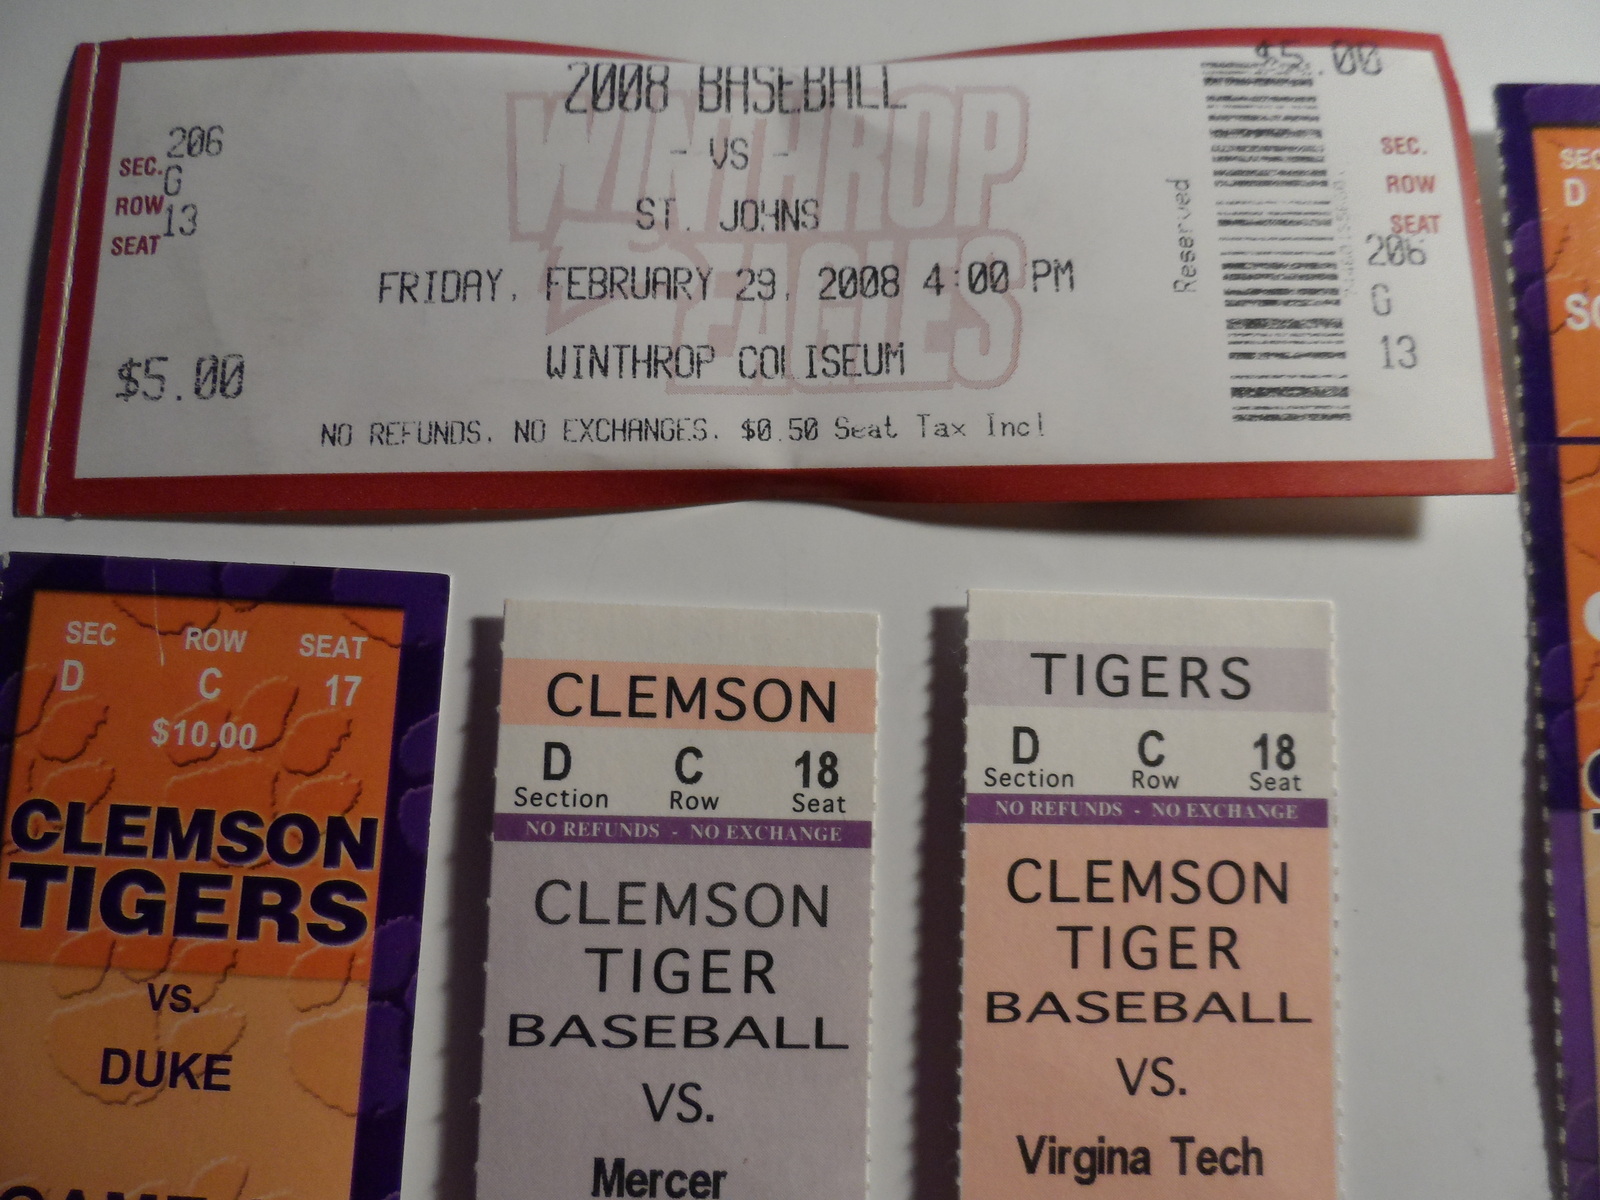 2008 BASEBALL
- VS -
ST. JOHNS
FRIDAY, FEBRUARY 29, 2008 4:00 PM
WINTHROP COLISEUM
NO REFUNDS. NO EXCHANGES. $0.50 Seat Tax Incl
WINTHROP
EAGLES
SEC. 206
ROW G
SEAT 13
$5.00
Reserved
$5.00
SEC.
ROW
SEAT
206
G
13
SEC ROW SEAT
D C 17
$10.00
CLEMSON
TIGERS
VS.
DUKE
GAME
CLEMSON
D C 18
Section Row Seat
NO REFUNDS - NO EXCHANGE
CLEMSON
TIGER
BASEBALL
VS.
Mercer
TIGERS
D C 18
Section Row Seat
NO REFUNDS - NO EXCHANGE
CLEMSON
TIGER
BASEBALL
VS.
Virgina Tech
SEC
D